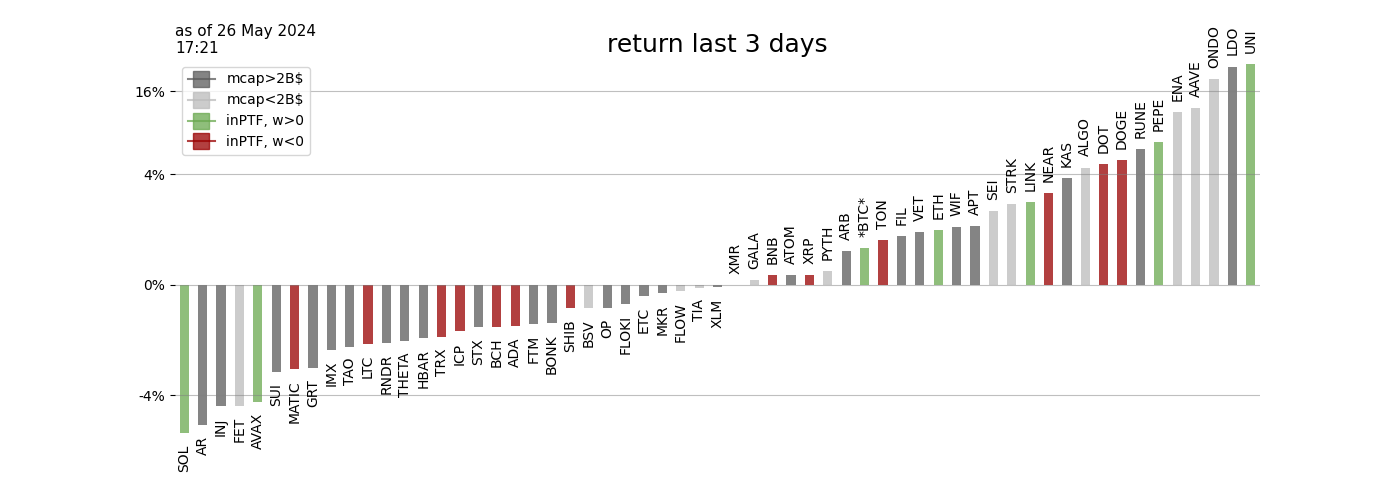 as of 26 May 2024
17:21
return last 3 days
mcap>2B$
mcap<2B$
inPTF, w>0
inPTF, w<0
16%
4%
0%
-4%
SOL
AR
INJ
FET
AVAX
SUI
MATIC
GRT
IMX
TAO
LTC
RNDR
THETA
HBAR
TRX
ICP
STX
BCH
ADA
FTM
BONK
SHIB
BSV
OP
FLOKI
ETC
MKR
FLOW
TIA
XLM
XMR
GALA
BNB
ATOM
XRP
PYTH
ARB
*BTC*
TON
FIL
VET
ETH
WIF
APT
SEI
STRK
LINK
NEAR
KAS
ALGO
DOT
DOGE
RUNE
PEPE
ENA
AAVE
ONDO
LDO
UNI